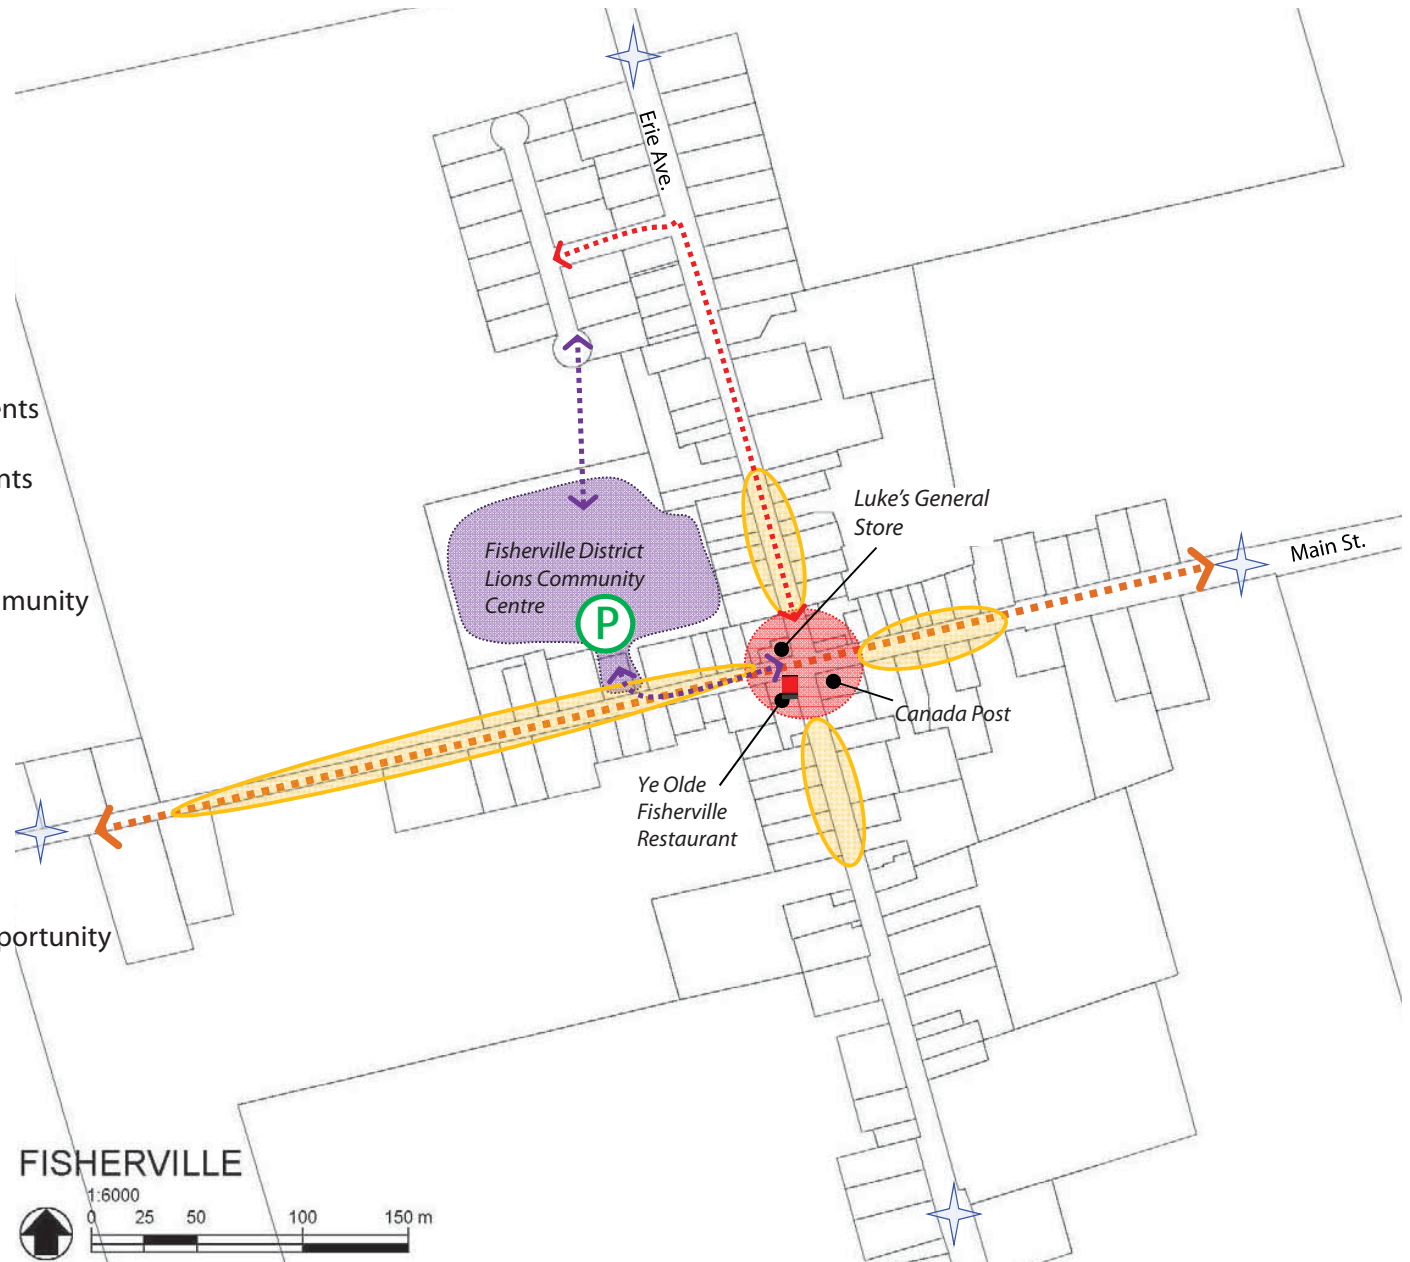 Erie Ave.
ents
nts
Luke's General
Store
Main St.
Fisherville District
Lions Community
Centre
P
munity
Canada Post
Ye Olde
Fisherville
Restaurant
portunity
FISHERVILLE
1:6000
0 25 50 100 150 m